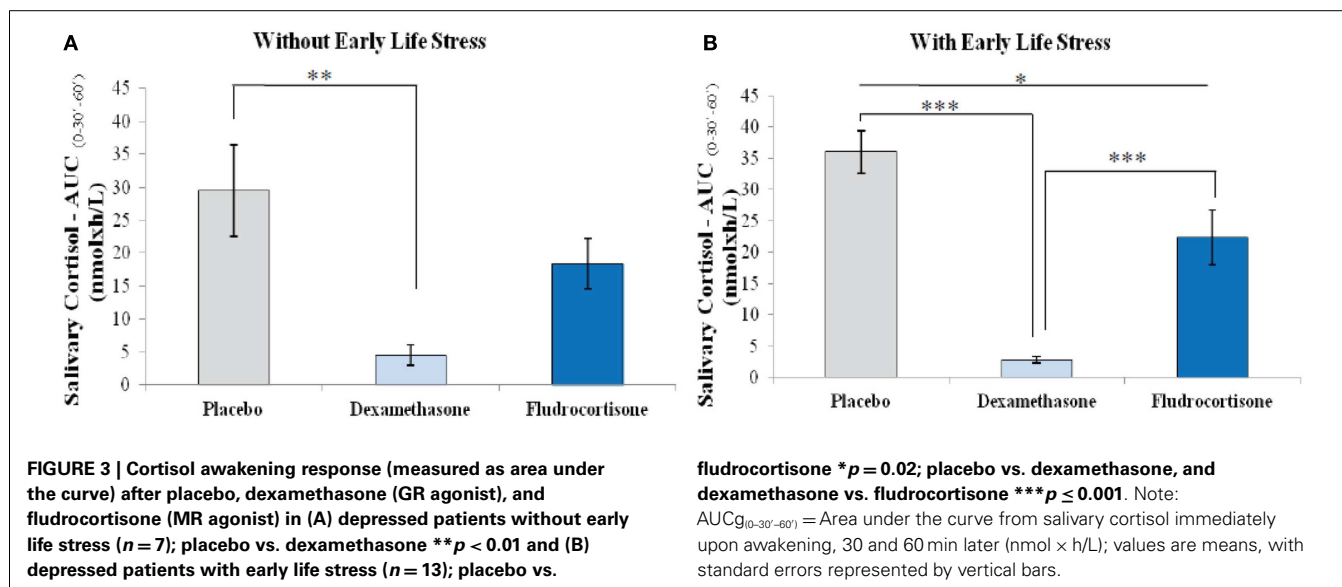 A
Without Early Life Stress
**
Salivary Cortisol - AUC (0-30'-60')
(nmolxh/L)
45
40
35
30
25
20
15
10
5
0
Placebo Dexamethasone Fludrocortisone
B
With Early Life Stress
*
***
***
Salivary Cortisol - AUC (0-30'-60')
(nmolxh/L)
45
40
35
30
25
20
15
10
5
0
Placebo Dexamethasone Fludrocortisone
FIGURE 3 | Cortisol awakening response (measured as area under
the curve) after placebo, dexamethasone (GR agonist), and
fludrocortisone (MR agonist) in (A) depressed patients without early
life stress (n = 7); placebo vs. dexamethasone **p < 0.01 and (B)
depressed patients with early life stress (n = 13); placebo vs.
fludrocortisone *p = 0.02; placebo vs. dexamethasone, and
dexamethasone vs. fludrocortisone ***p ≤ 0.001. Note:
AUCg(0–30′–60′) = Area under the curve from salivary cortisol immediately
upon awakening, 30 and 60 min later (nmol × h/L); values are means, with
standard errors represented by vertical bars.